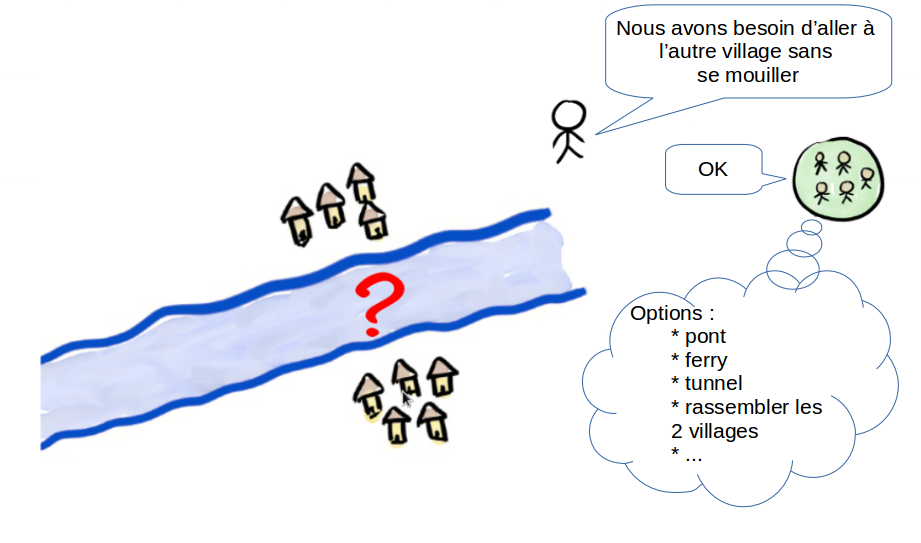 Nous avons besoin d’aller à
l’autre village sans
se mouiller
OK
?
Options :
* pont
* ferry
* tunnel
* rassembler les
2 villages
* ...